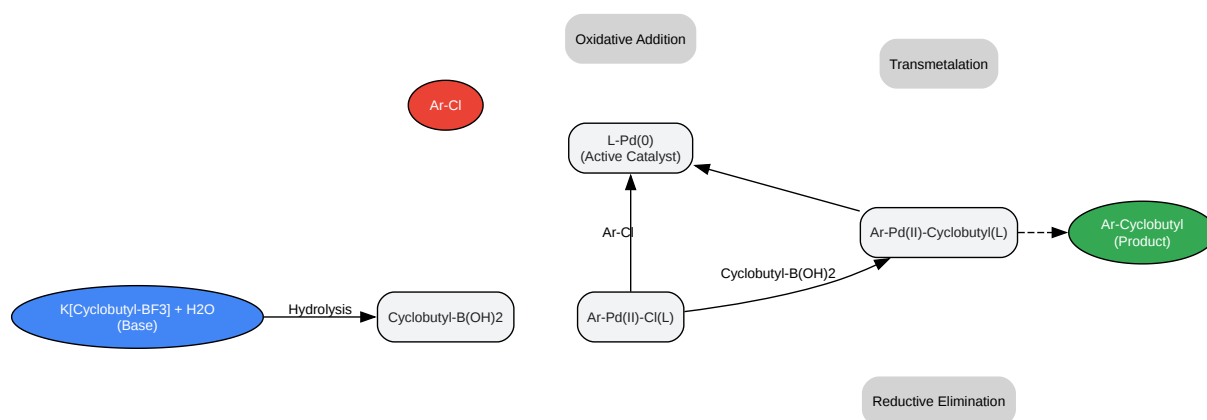 Oxidative Addition
Transmetalation
Ar-Cl
L-Pd(0)
(Active Catalyst)
Ar-Cl
Ar-Pd(II)-Cyclobutyl(L)
Ar-Cyclobutyl
(Product)
Cyclobutyl-B(OH)2
K[Cyclobutyl-BF3] + H2O
(Base)
Hydrolysis
Cyclobutyl-B(OH)2
Ar-Pd(II)-Cl(L)
Reductive Elimination